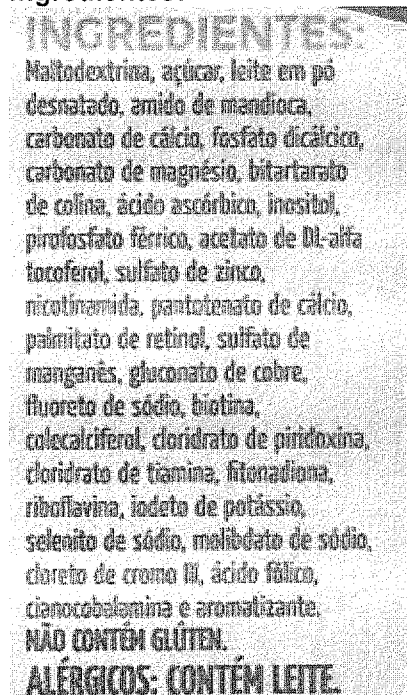 INGREDIENTES:
Maltodextrina, açúcar, leite em pó
desnatado, amido de mandioca,
carbonato de cálcio, fosfato dicálcico,
carbonato de magnésio, bitartarato
de colina, ácido ascórbico, inositol,
pirofosfato férrico, acetato de DL-alfa
tocoferol, sulfato de zinco,
nicotinamida, pantotenato de cálcio,
palmitato de retinol, sulfato de
manganês, gluconato de cobre,
fluoreto de sódio, biotina,
colecalciferol, cloridrato de piridoxina,
cloridrato de tiamina, fitonadiona,
riboflavina, iodeto de potássio,
selenito de sódio, molibdato de sódio,
cloreto de cromo III, ácido fólico,
cianocobalamina e aromatizante.
NÃO CONTÉM GLÚTEN.
ALÉRGICOS: CONTÉM LEITE.